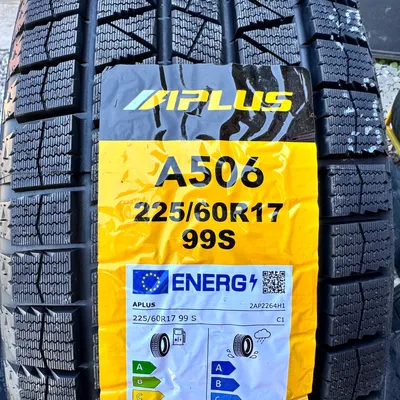 APLUS
A506
225/60R17
99S
ENERG
APLUS 2AP2264H1
225/60R17 99 S C1
A A
B B
C